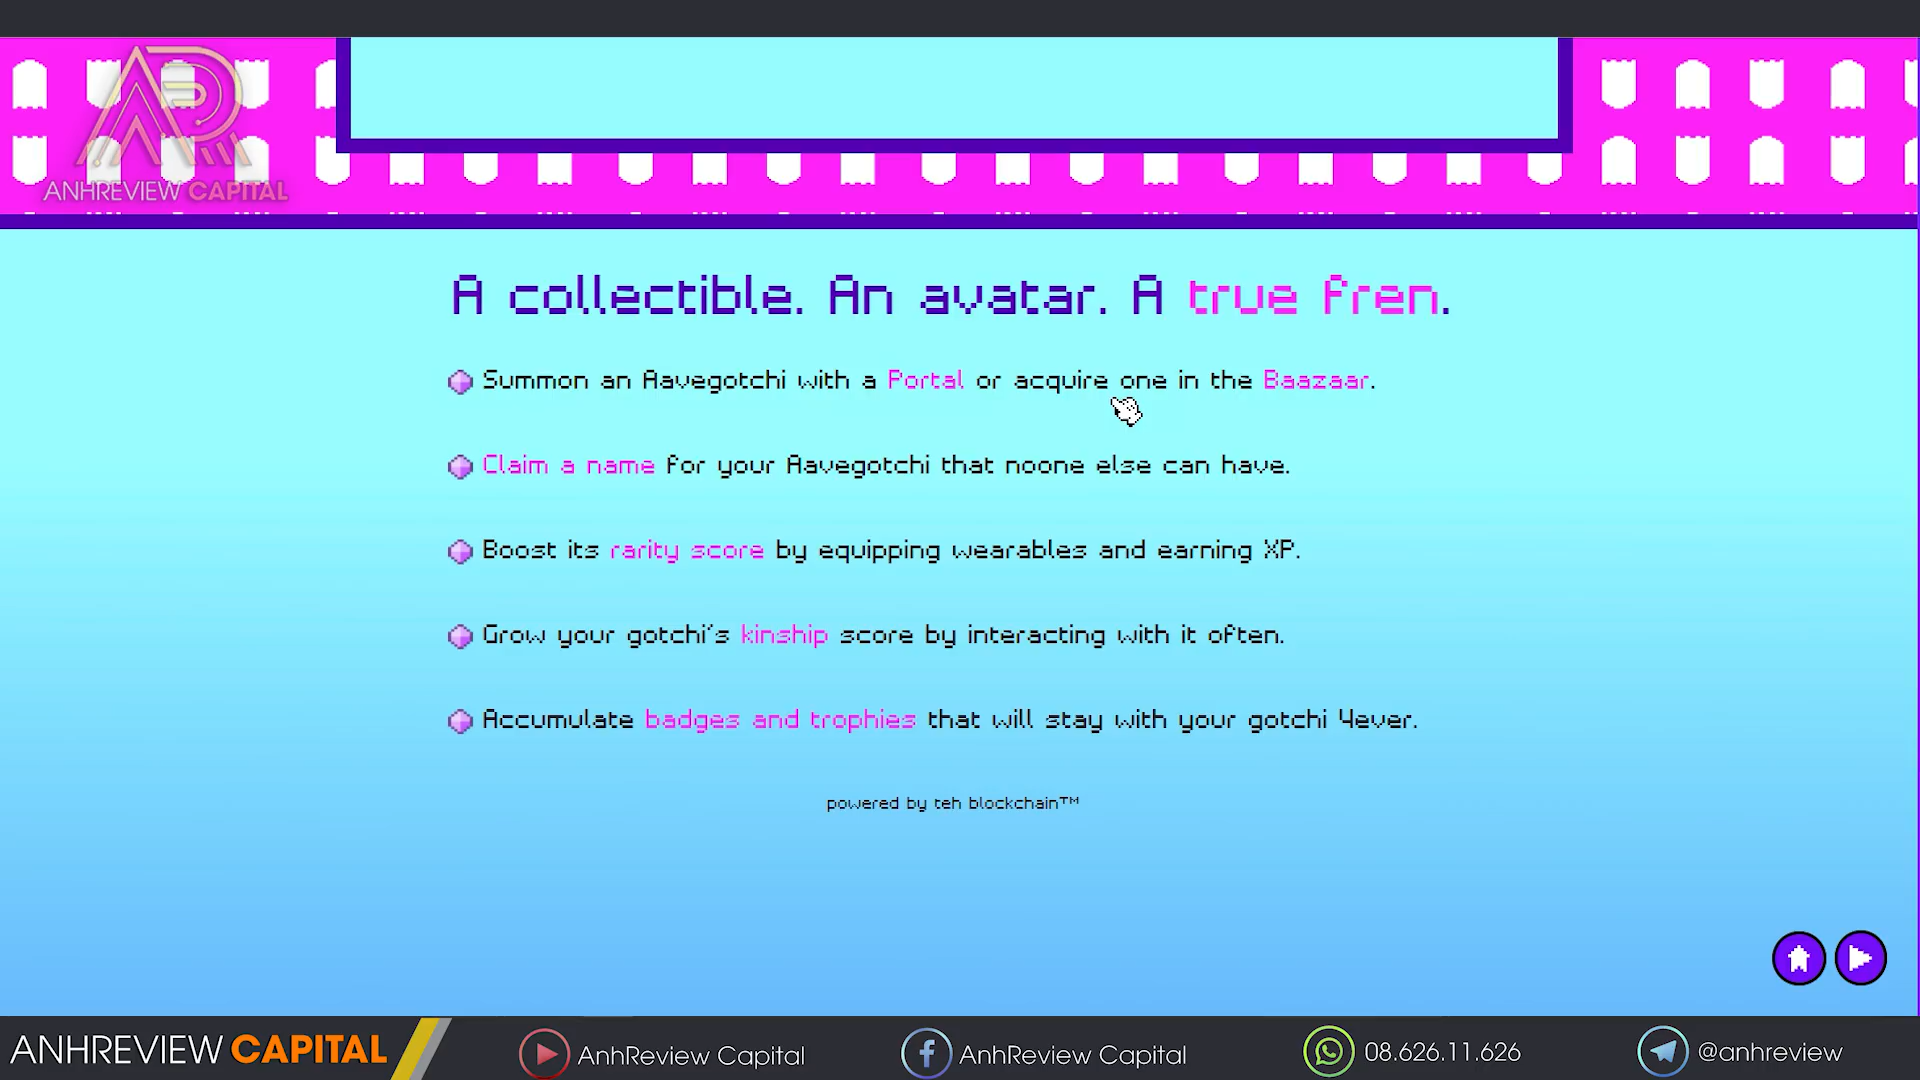 ANHREVIEW CAPITAL
A collectible. An avatar. A true fren.
Summon an Aavegotchi with a Portal or acquire one in the Baazaar.
Claim a name for your Aavegotchi that noone else can have.
Boost its rarity score by equipping wearables and earning XP.
Grow your gotchi's kinship score by interacting with it often.
Accumulate badges and trophies that will stay with your gotchi 4ever.
powered by teh blockchain™
ANHREVIEW CAPITAL
AnhReview Capital
AnhReview Capital
08.626.11.626
@anhreview